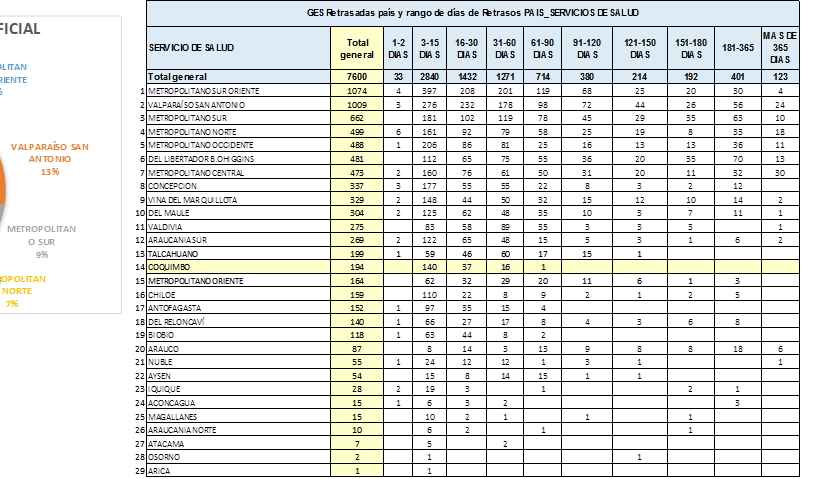 FICIAL
OLITAN
RIENTE
%
VALPARAÍSO SAN
ANTONIO
13%
METROPOLITAN
O SUR
9%
OPOLITAN
NORTE
7%
GES Retrasadas país y rango de días de Retrasos PAIS_SERVICIOS DE SALUD
SERVICIO DE SALUD Total general 1-2 DIAS 3-15 DIAS 16-30 DIAS 31-60 DIAS 61-90 DIAS 91-120 DIAS 121-150 DIAS 151-180 DIAS 181-365 MAS DE 365 DIAS
Total general 7600 33 2840 1432 1271 714 380 214 192 401 123
1 METROPOLITANO SUR ORIENTE 1074 4 397 208 201 119 68 23 20 30 4
2 VALPARAÍSO SAN ANTONIO 1009 3 276 232 178 98 72 44 26 56 24
3 METROPOLITANO SUR 662 181 102 119 78 45 29 35 63 10
4 METROPOLITANO NORTE 499 6 161 92 79 58 25 19 8 33 18
5 METROPOLITANO OCCIDENTE 488 1 206 86 81 25 16 13 13 36 11
6 DEL LIBERTADOR B.OHIGGINS 481 112 65 75 55 36 20 35 70 13
7 METROPOLITANO CENTRAL 473 2 160 76 61 50 31 20 11 32 30
8 CONCEPCION 337 3 177 55 55 22 8 3 2 12
9 VINA DEL MAR QUILLOTA 329 2 148 44 50 32 15 12 10 14 2
10 DEL MAULE 304 2 125 62 48 35 10 3 7 11 1
11 VALDIVIA 275 83 58 89 35 3 3 3 1
12 ARAUCANIA SUR 269 2 122 65 48 15 5 3 1 6 2
13 TALCAHUANO 199 1 59 46 60 17 15 1
14 COQUIMBO 194 140 37 16 1
15 METROPOLITANO ORIENTE 164 62 32 29 20 11 6 1 3
16 CHILOE 159 110 22 8 9 2 1 2 5
17 ANTOFAGASTA 152 1 97 35 15 4
18 DEL RELONCAVÍ 140 1 66 27 17 8 4 3 6 8
19 BIOBIO 118 1 63 44 8 2
20 ARAUCO 87 8 14 3 13 9 8 8 18 6
21 NUBLE 55 1 24 12 12 1 3 1 1
22 AYSEN 54 15 8 14 15 1 1
23 IQUIQUE 28 2 19 3 1 2 1
24 ACONCAGUA 15 1 6 3 2 3
25 MAGALLANES 15 10 2 1 1 1
26 ARAUCANIA NORTE 10 6 2 1 1
27 ATACAMA 7 5 2
28 OSORNO 2 1 1
29 ARICA 1 1